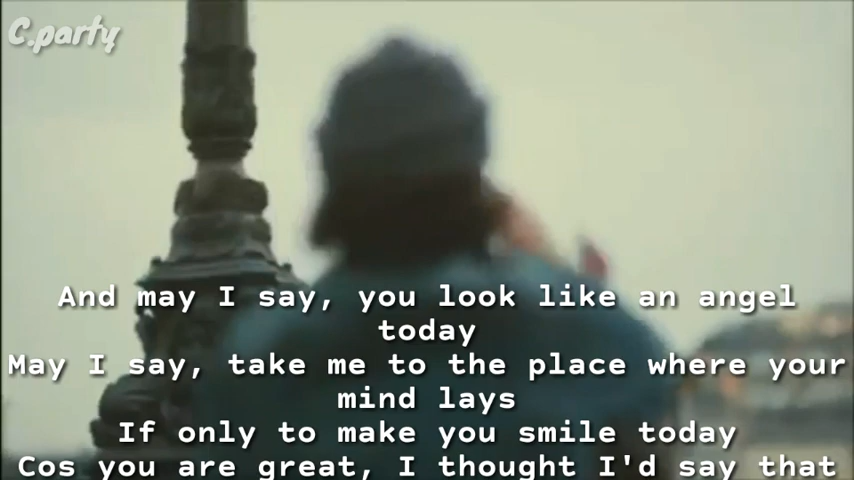 C.party
And may I say, you look like an angel
today
May I say, take me to the place where your
mind lays
If only to make you smile today
Cos you are great, I thought I'd say that